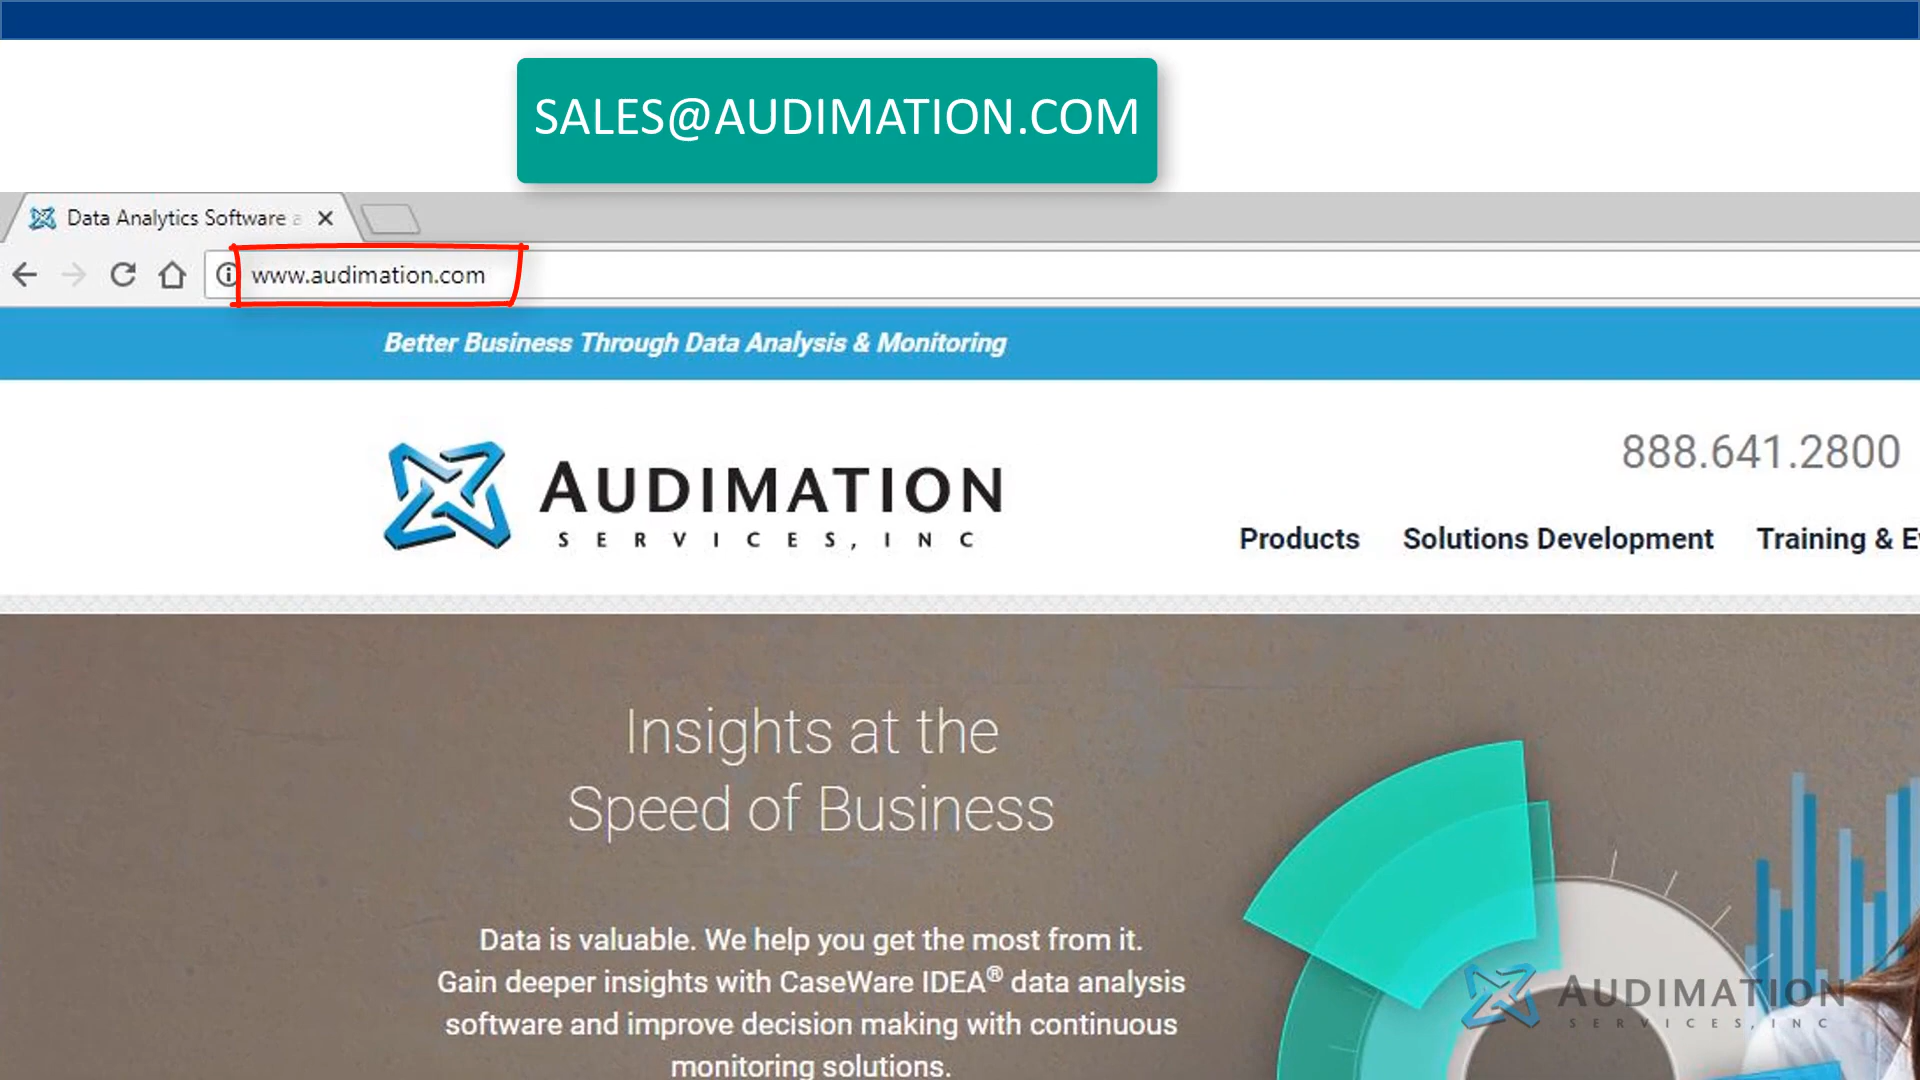 SALES@AUDIMATION.COM
Data Analytics Software a
www.audimation.com
Better Business Through Data Analysis & Monitoring
AUDIMATION
SERVICES, INC
888.641.2800
Products Solutions Development Training & Ev
Insights at the
Speed of Business
Data is valuable. We help you get the most from it.
Gain deeper insights with CaseWare IDEA® data analysis
software and improve decision making with continuous
monitoring solutions.
AUDIMATION
SERVICES, INC